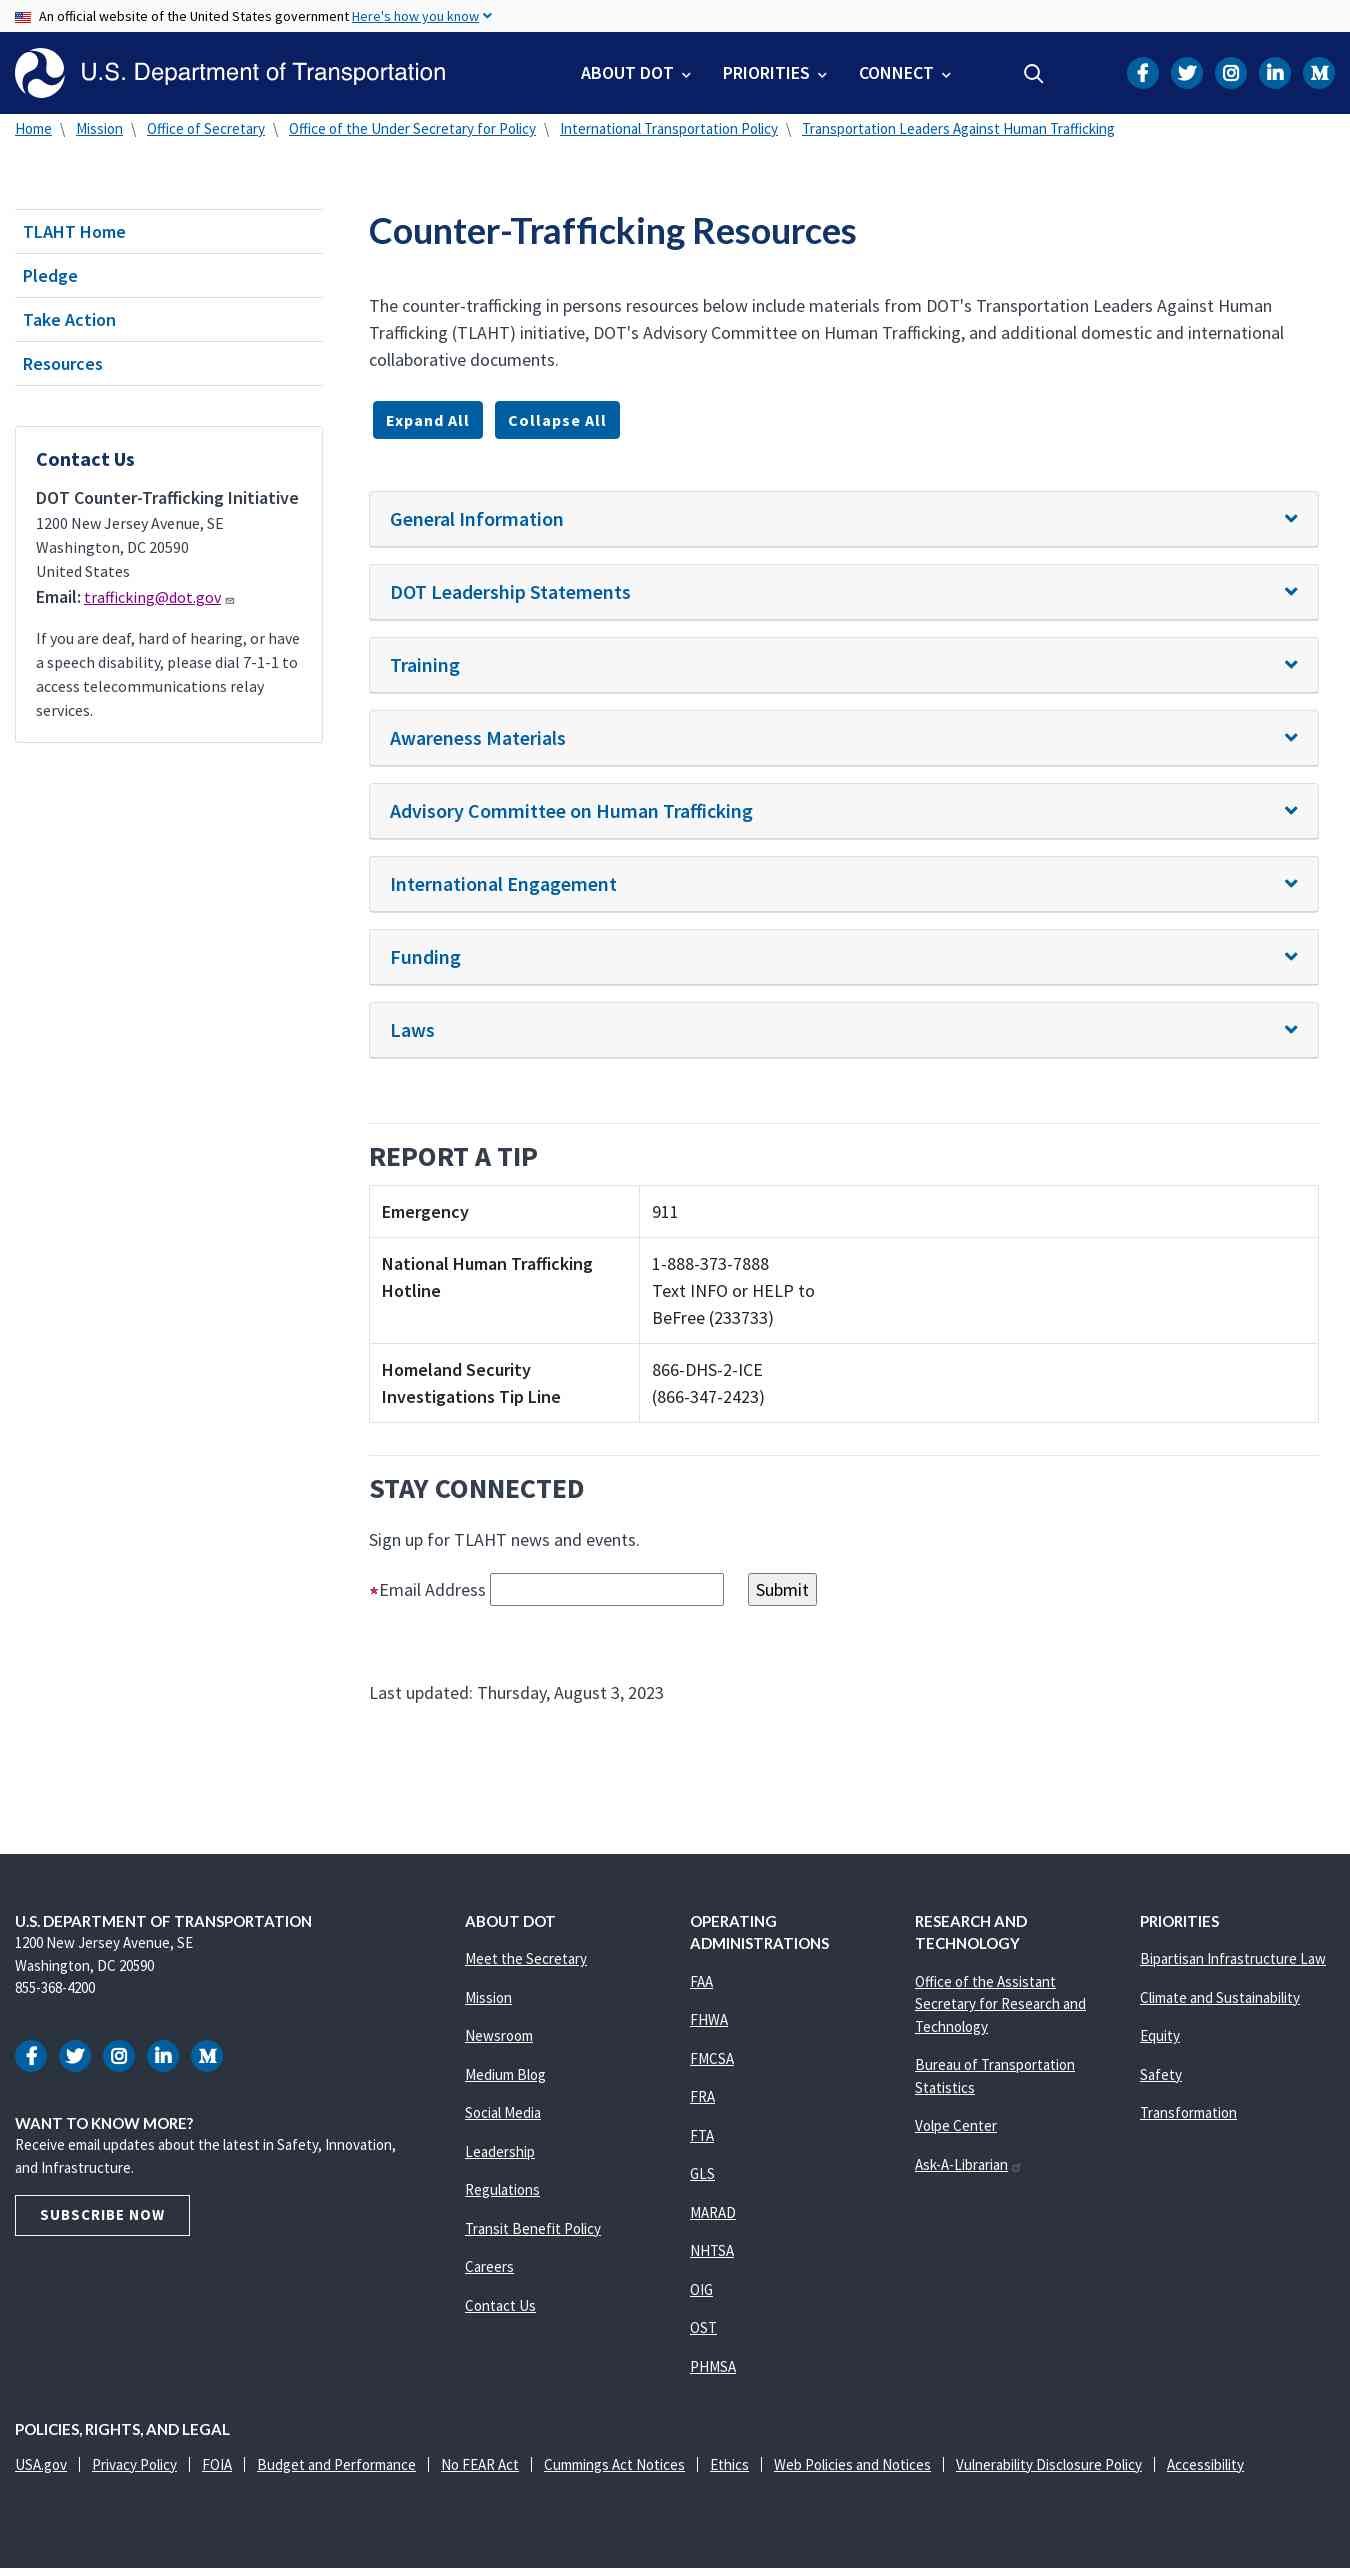 An official website of the United States government Here's how you know
U.S. Department of Transportation
ABOUT DOT
PRIORITIES
CONNECT
Home \ Mission \ Office of Secretary \ Office of the Under Secretary for Policy \ International Transportation Policy \ Transportation Leaders Against Human Trafficking
TLAHT Home
Pledge
Take Action
Resources
Contact Us
DOT Counter-Trafficking Initiative
1200 New Jersey Avenue, SE
Washington, DC 20590
United States
Email: trafficking@dot.gov
If you are deaf, hard of hearing, or have
a speech disability, please dial 7-1-1 to
access telecommunications relay
services.
Counter-Trafficking Resources
The counter-trafficking in persons resources below include materials from DOT's Transportation Leaders Against Human
Trafficking (TLAHT) initiative, DOT's Advisory Committee on Human Trafficking, and additional domestic and international
collaborative documents.
Expand All
Collapse All
General Information
DOT Leadership Statements
Training
Awareness Materials
Advisory Committee on Human Trafficking
International Engagement
Funding
Laws
REPORT A TIP
Emergency
911
National Human Trafficking
Hotline
1-888-373-7888
Text INFO or HELP to
BeFree (233733)
Homeland Security
Investigations Tip Line
866-DHS-2-ICE
(866-347-2423)
STAY CONNECTED
Sign up for TLAHT news and events.
*Email Address
Submit
Last updated: Thursday, August 3, 2023
U.S. DEPARTMENT OF TRANSPORTATION
1200 New Jersey Avenue, SE
Washington, DC 20590
855-368-4200
WANT TO KNOW MORE?
Receive email updates about the latest in Safety, Innovation,
and Infrastructure.
SUBSCRIBE NOW
ABOUT DOT
Meet the Secretary
Mission
Newsroom
Medium Blog
Social Media
Leadership
Regulations
Transit Benefit Policy
Careers
Contact Us
OPERATING
ADMINISTRATIONS
FAA
FHWA
FMCSA
FRA
FTA
GLS
MARAD
NHTSA
OIG
OST
PHMSA
RESEARCH AND
TECHNOLOGY
Office of the Assistant
Secretary for Research and
Technology
Bureau of Transportation
Statistics
Volpe Center
Ask-A-Librarian
PRIORITIES
Bipartisan Infrastructure Law
Climate and Sustainability
Equity
Safety
Transformation
POLICIES, RIGHTS, AND LEGAL
USA.gov | Privacy Policy | FOIA | Budget and Performance | No FEAR Act | Cummings Act Notices | Ethics | Web Policies and Notices | Vulnerability Disclosure Policy | Accessibility